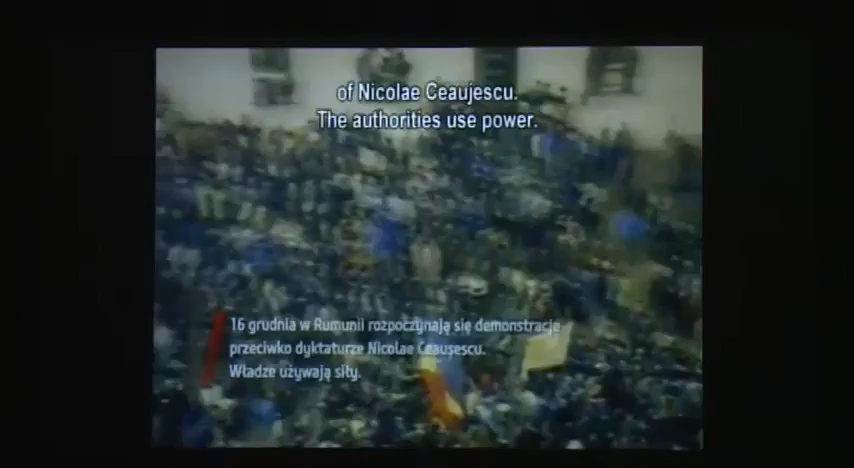 of Nicolae Ceaujescu.
The authorities use power.
16 grudnia w Rumunii rozpoczynają się demonstracje
przeciwko dyktaturze Nicolae Ceauşescu.
Władze używają siły.